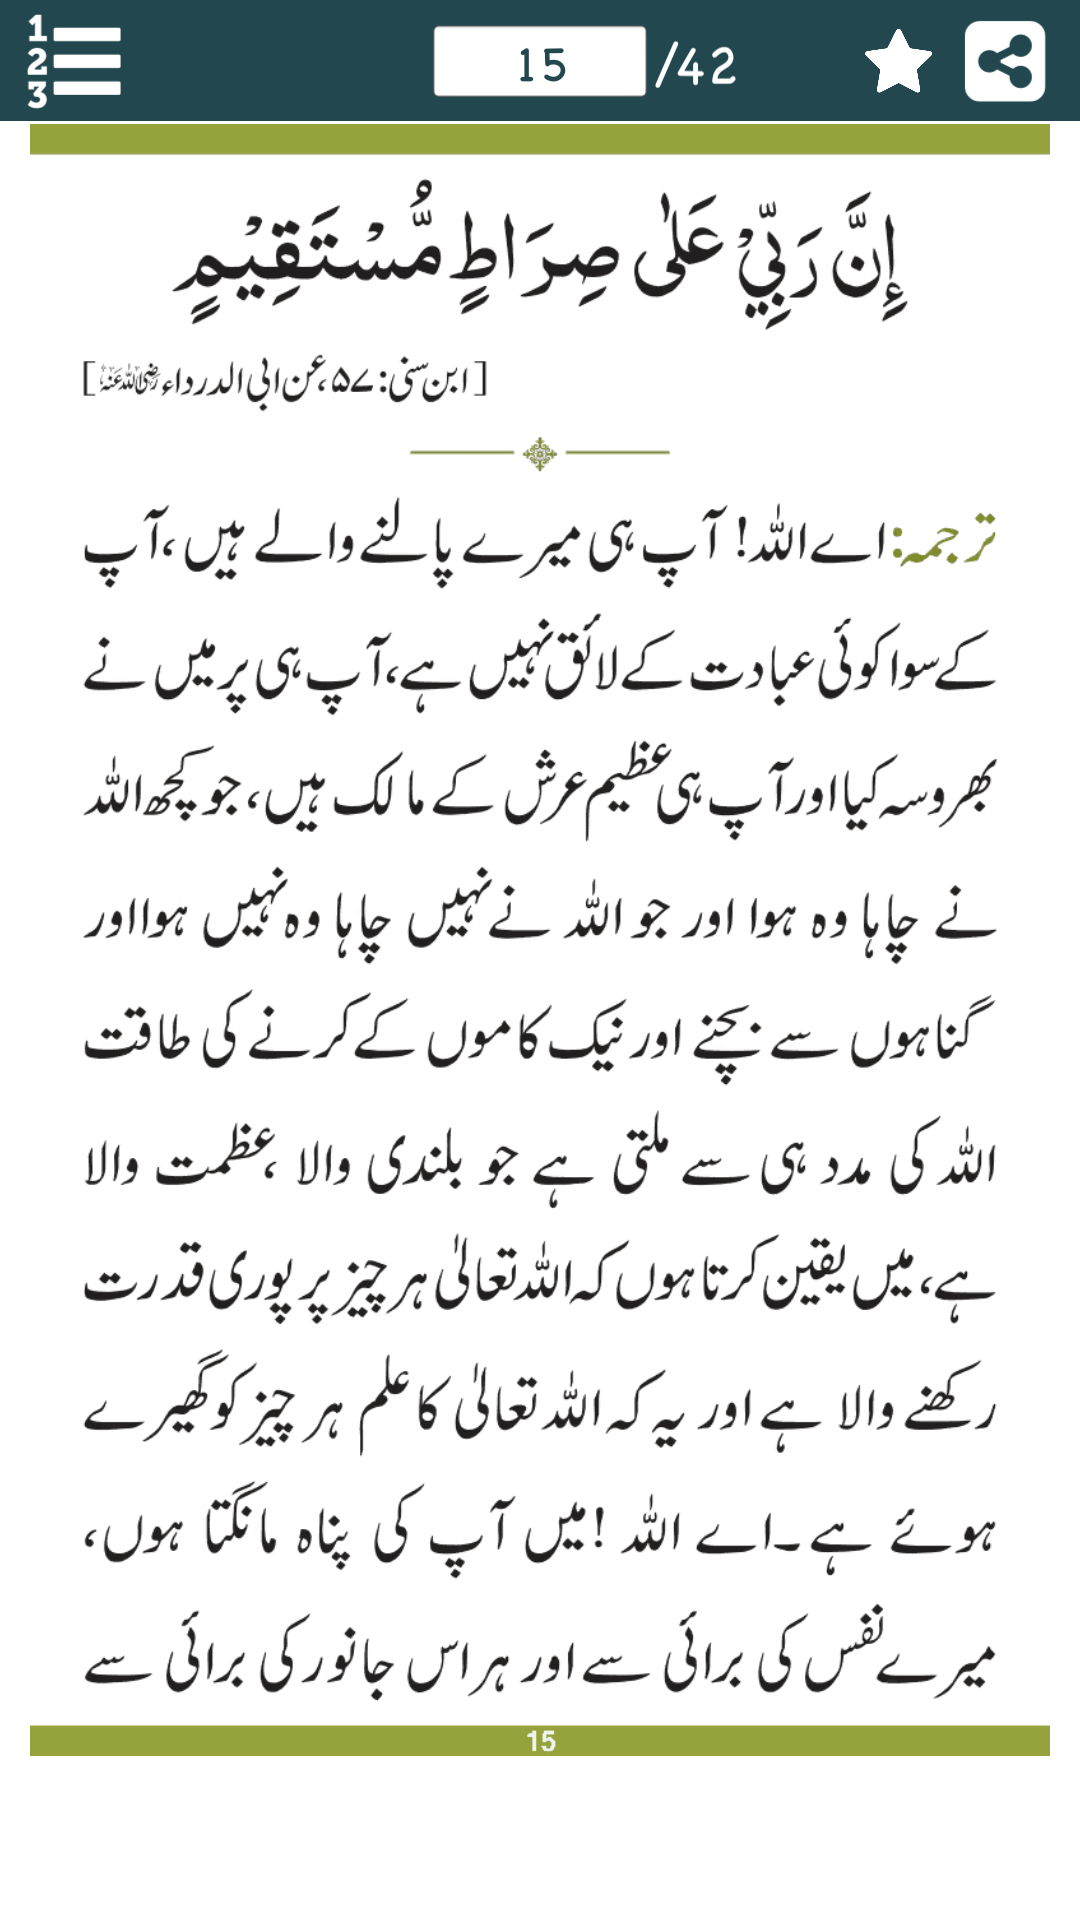 1
2
3
15 /42
إِنَّ رَبِّيْ عَلٰى صِرَاطٍ مُّسْتَقِيْمٍ
[ابن سنی: ۵۷، عن ابی الدرداء رضی اللہ عنہ]
ترجمہ: اے اللہ! آپ ہی میرے پالنے والے ہیں، آپ
کے سوا کوئی عبادت کے لائق نہیں ہے، آپ ہی پر میں نے
بھروسہ کیا اور آپ ہی عظیم عرش کے مالک ہیں، جو کچھ اللہ
نے چاہا وہ ہوا اور جو اللہ نے نہیں چاہا وہ نہیں ہوا اور
گناہوں سے بچنے اور نیک کاموں کے کرنے کی طاقت
اللہ کی مدد ہی سے ملتی ہے جو بلندی والا ،عظمت والا
ہے، میں یقین کرتا ہوں کہ اللہ تعالیٰ ہر چیز پر پوری قدرت
رکھنے والا ہے اور یہ کہ اللہ تعالیٰ کا علم ہر چیز کو گھیرے
ہوئے ہے۔ اے اللہ !میں آپ کی پناہ مانگتا ہوں،
میرے نفس کی برائی سے اور ہر اس جانور کی برائی سے
15